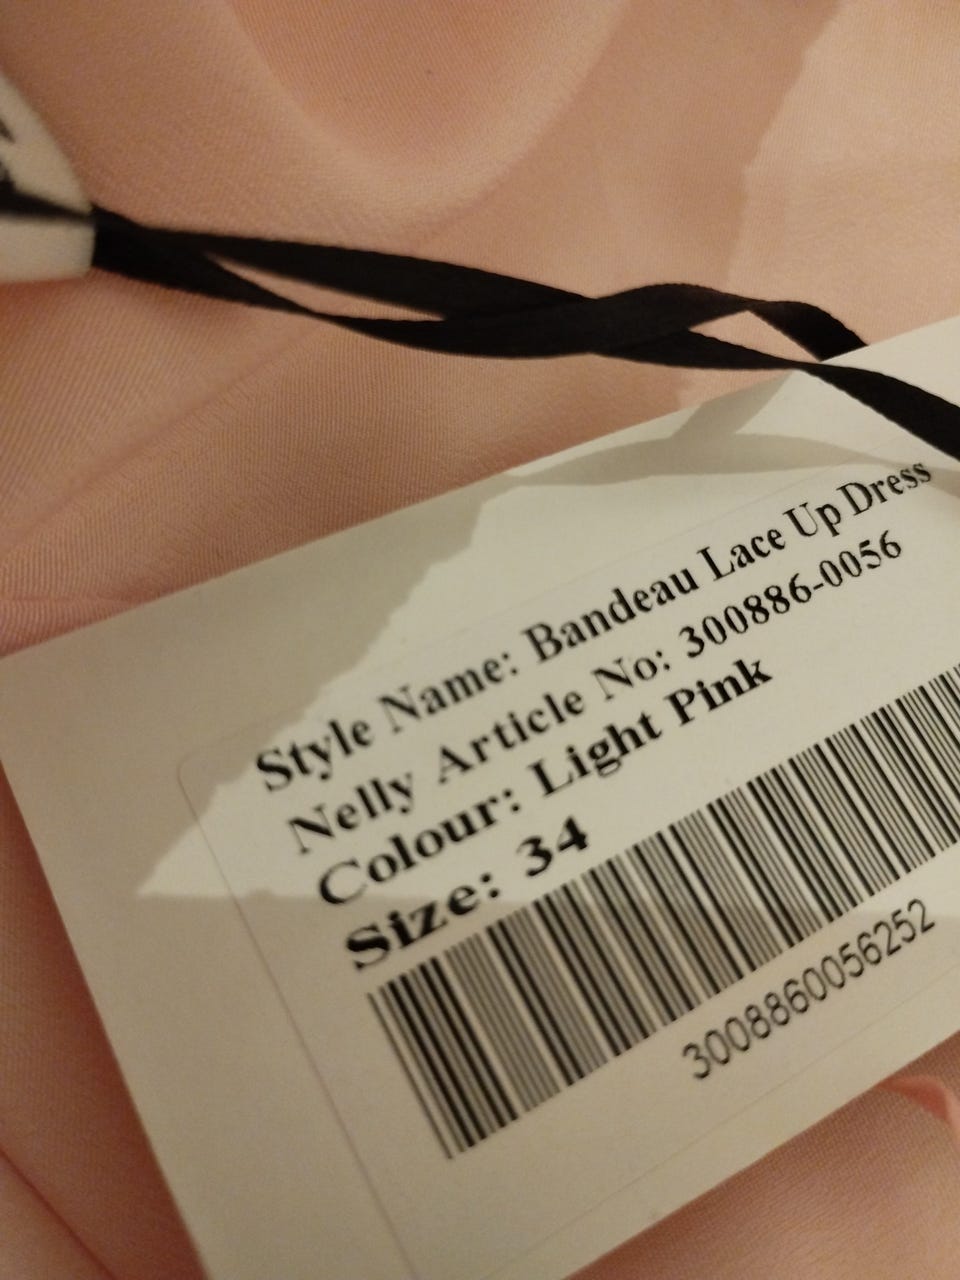 Style Name: Bandeau Lace Up Dress
Nelly Article No: 300886-0056
Colour: Light Pink
Size: 34
3008860056252